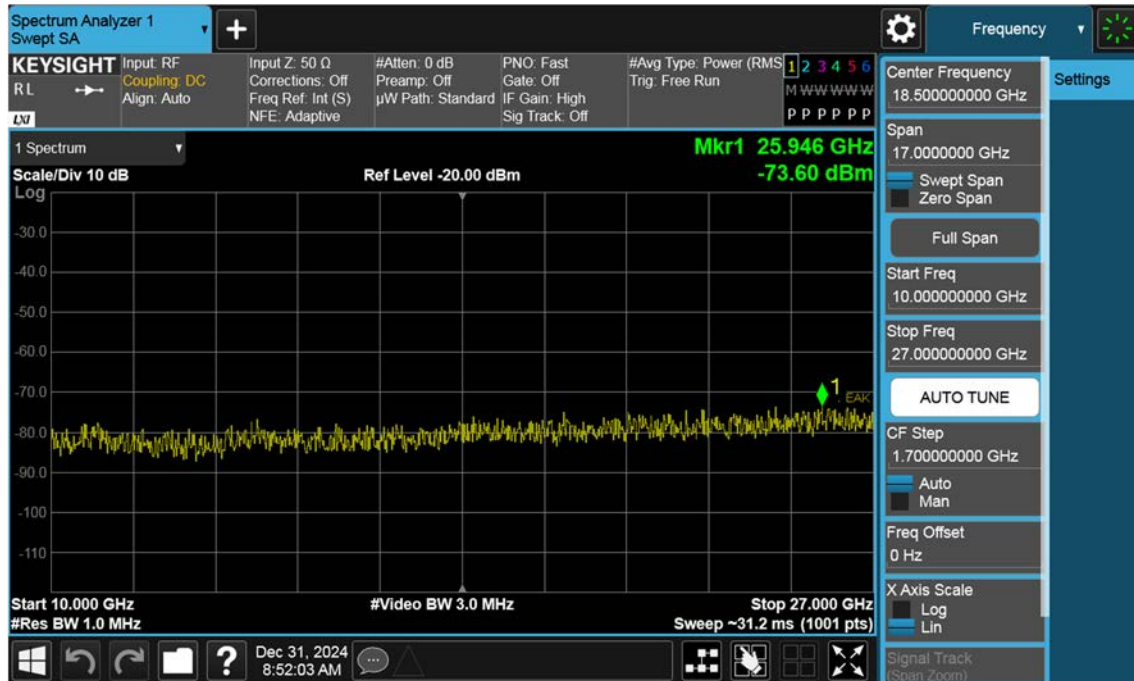 Spectrum Analyzer 1
Swept SA
Frequency
KEYSIGHT
RL
LXI
Input: RF
Coupling: DC
Align: Auto
Input Z: 50 Ω
Corrections: Off
Freq Ref: Int (S)
NFE: Adaptive
#Atten: 0 dB
Preamp: Off
µW Path: Standard
PNO: Fast
Gate: Off
IF Gain: High
Sig Track: Off
#Avg Type: Power (RMS
Trig: Free Run
1 2 3 4 5 6
M W W W W W
P P P P P P
1 Spectrum
Mkr1 25.946 GHz
-73.60 dBm
Scale/Div 10 dB
Ref Level -20.00 dBm
Log
-30.0
-40.0
-50.0
-60.0
-70.0
-80.0
-90.0
-100
-110
1
EAK
Start 10.000 GHz
#Video BW 3.0 MHz
Stop 27.000 GHz
#Res BW 1.0 MHz
Sweep ~31.2 ms (1001 pts)
Dec 31, 2024
8:52:03 AM
Center Frequency
18.500000000 GHz
Settings
Span
17.0000000 GHz
Swept Span
Zero Span
Full Span
Start Freq
10.000000000 GHz
Stop Freq
27.000000000 GHz
AUTO TUNE
CF Step
1.700000000 GHz
Auto
Man
Freq Offset
0 Hz
X Axis Scale
Log
Lin
Signal Track
(Span Zoom)